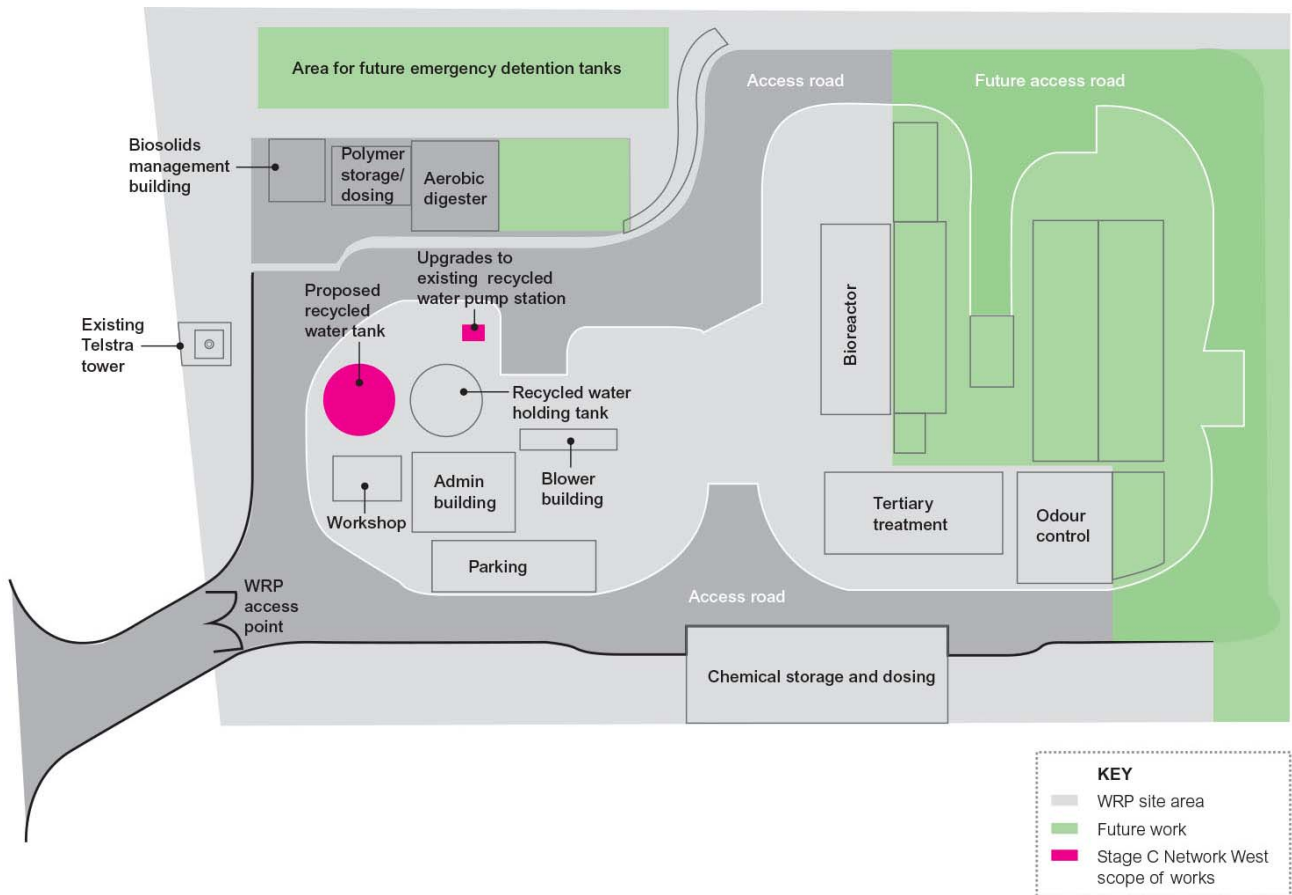 Area for future emergency detention tanks
Access road
Future access road
Biosolids
management
building
Polymer
storage/
dosing
Aerobic
digester
Upgrades to
existing recycled
water pump station
Proposed
recycled
water tank
Existing
Telstra
tower
Bioreactor
Recycled water
holding tank
Blower
building
Admin
building
Workshop
Parking
Tertiary
treatment
Odour
control
WRP
access
point
Access road
Chemical storage and dosing
KEY
WRP site area
Future work
Stage C Network West
scope of works